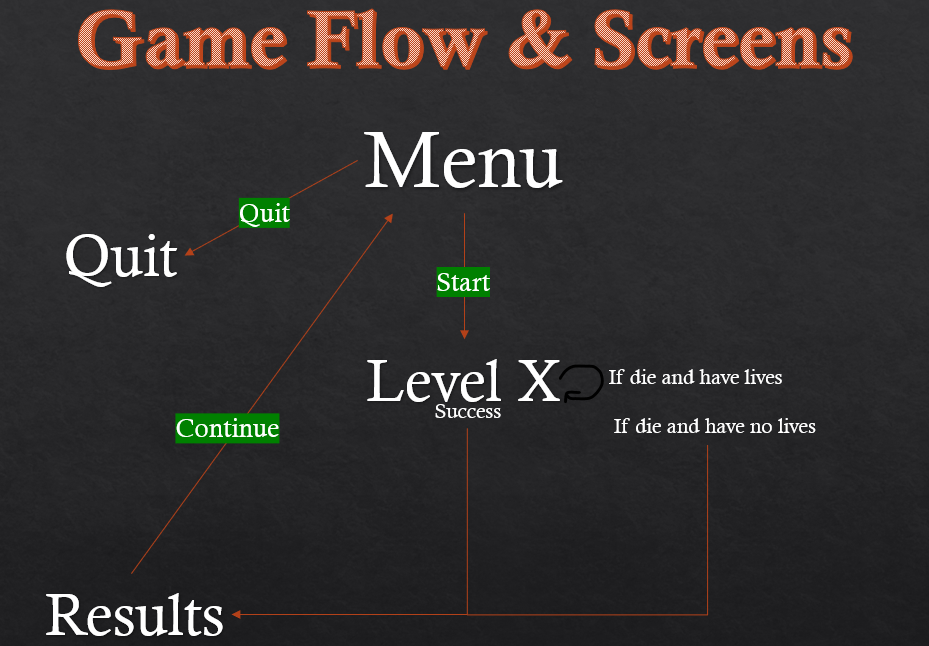 Game Flow & Screens
Menu
Quit
Quit
Start
Level X
If die and have lives
Success
If die and have no lives
Continue
Results